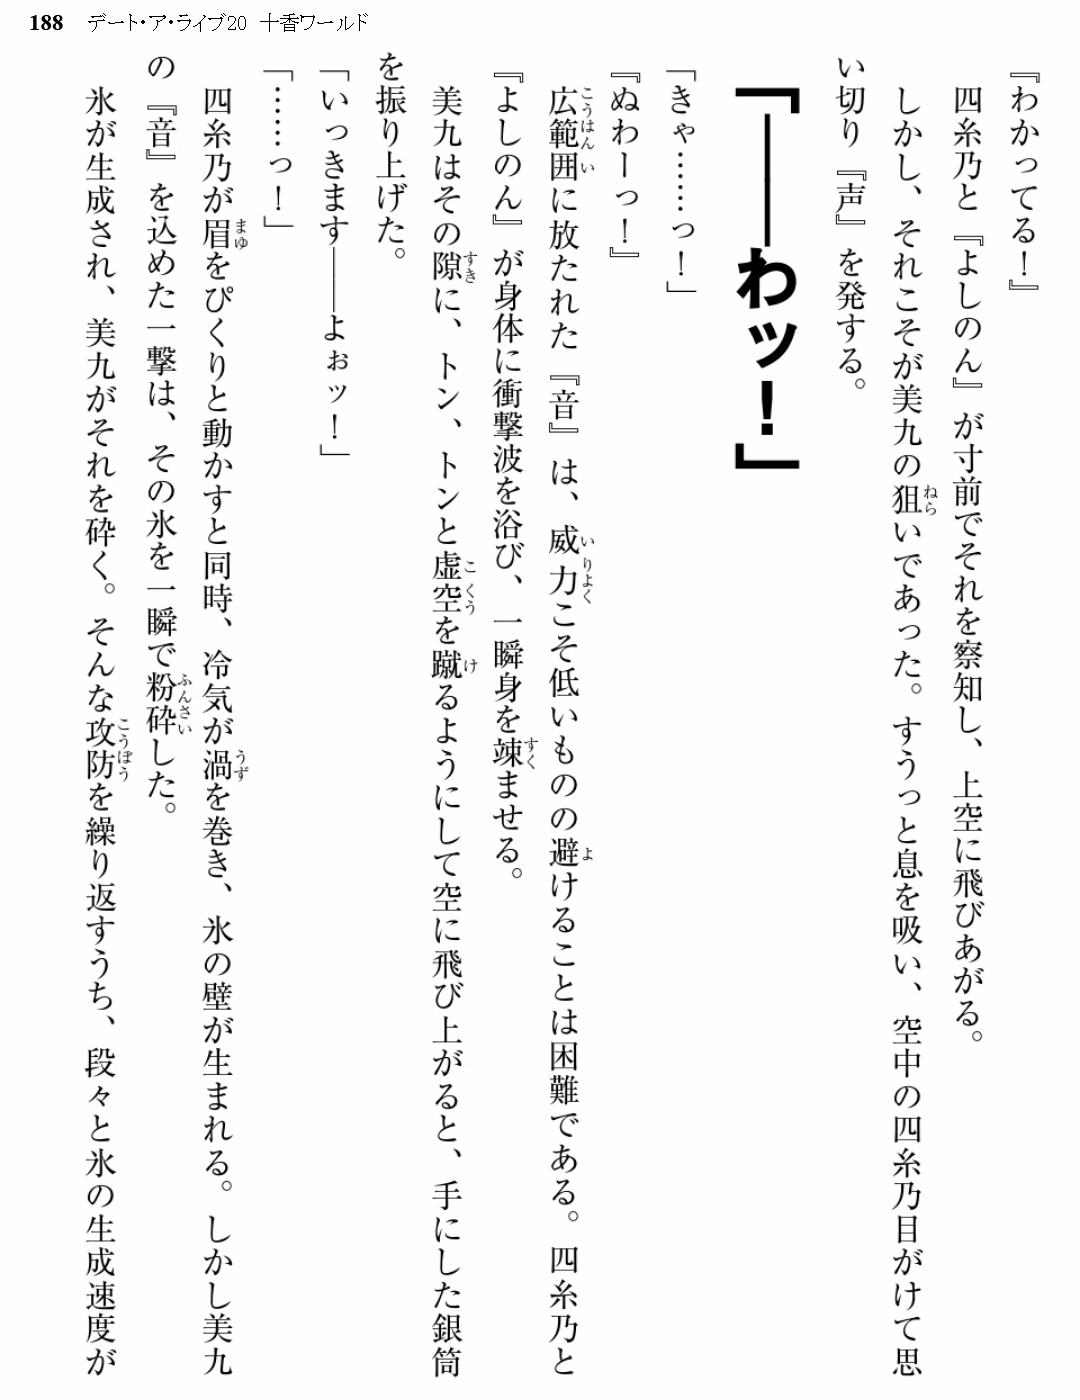 188 デート・ア・ライブ20 十香ワールド
『わかってる！』
四糸乃と『よしのん』が寸前でそれを察知し、上空に飛びあがる。
しかし、それこそが美九の狙いであった。すうっと息を吸い、空中の四糸乃目がけて思
い切り『声』を発する。
「――わッ！」
「きゃ……っ！」
『ぬわーっ！』
広範囲に放たれた『音』は、威力こそ低いものの避けることは困難である。四糸乃と
『よしのん』が身体に衝撃波を浴び、一瞬身を竦ませる。
美九はその隙に、トン、トンと虚空を蹴るようにして空に飛び上がると、手にした銀筒
を振り上げた。
「いっきます――よぉッ！」
「……っ！」
四糸乃が眉をぴくりと動かすと同時、冷気が渦を巻き、氷の壁が生まれる。しかし美九
の『音』を込めた一撃は、その氷を一瞬で粉砕した。
氷が生成され、美九がそれを砕く。そんな攻防を繰り返すうち、段々と氷の生成速度が